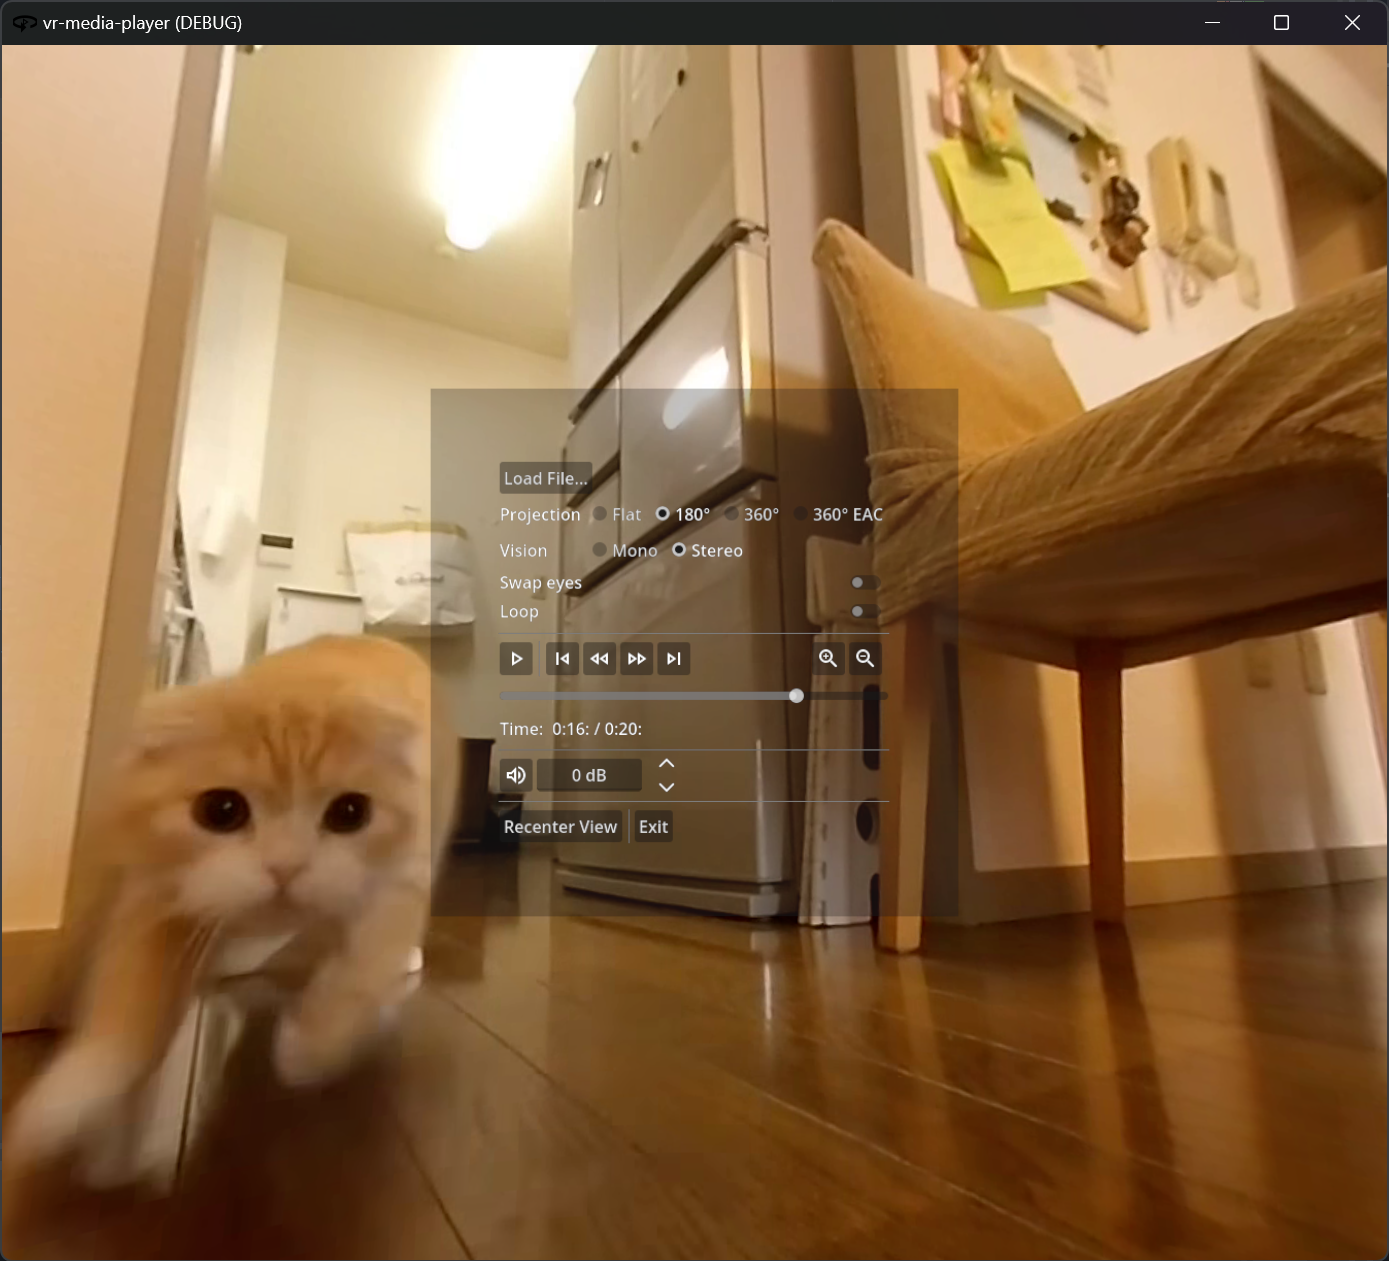 vr-media-player (DEBUG)
Load File...
Projection Flat 180° 360° 360° EAC
Vision Mono Stereo
Swap eyes
Loop
Time: 0:16: / 0:20:
0 dB
Recenter View Exit